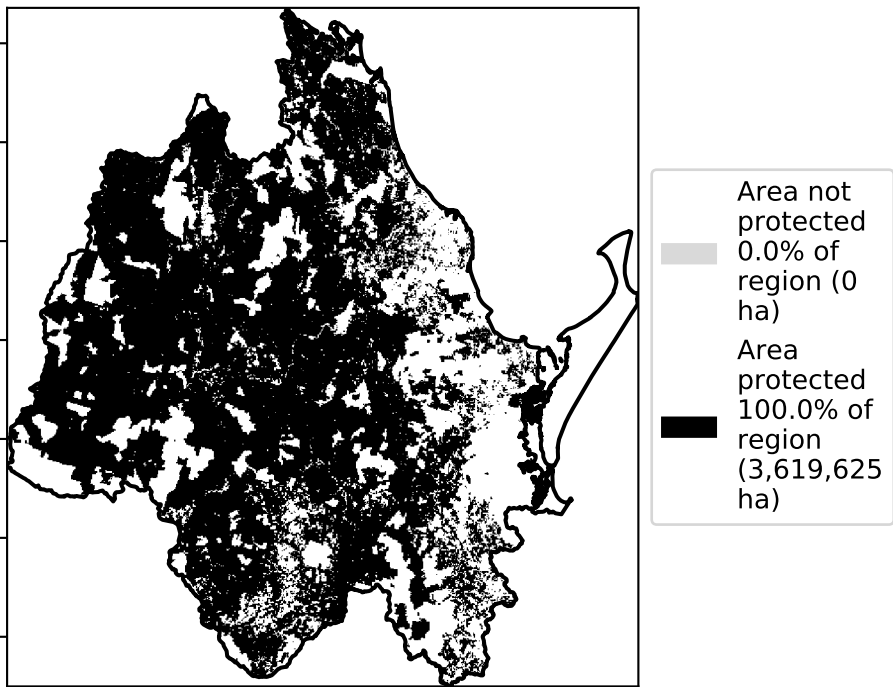 Area not
protected
0.0% of
region (0
ha)
Area
protected
100.0% of
region
(3,619,625
ha)